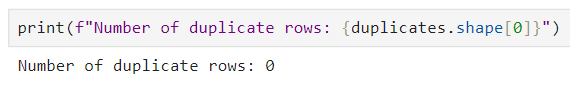 print(f"Number of duplicate rows: {duplicates.shape[0]}")
Number of duplicate rows: 0